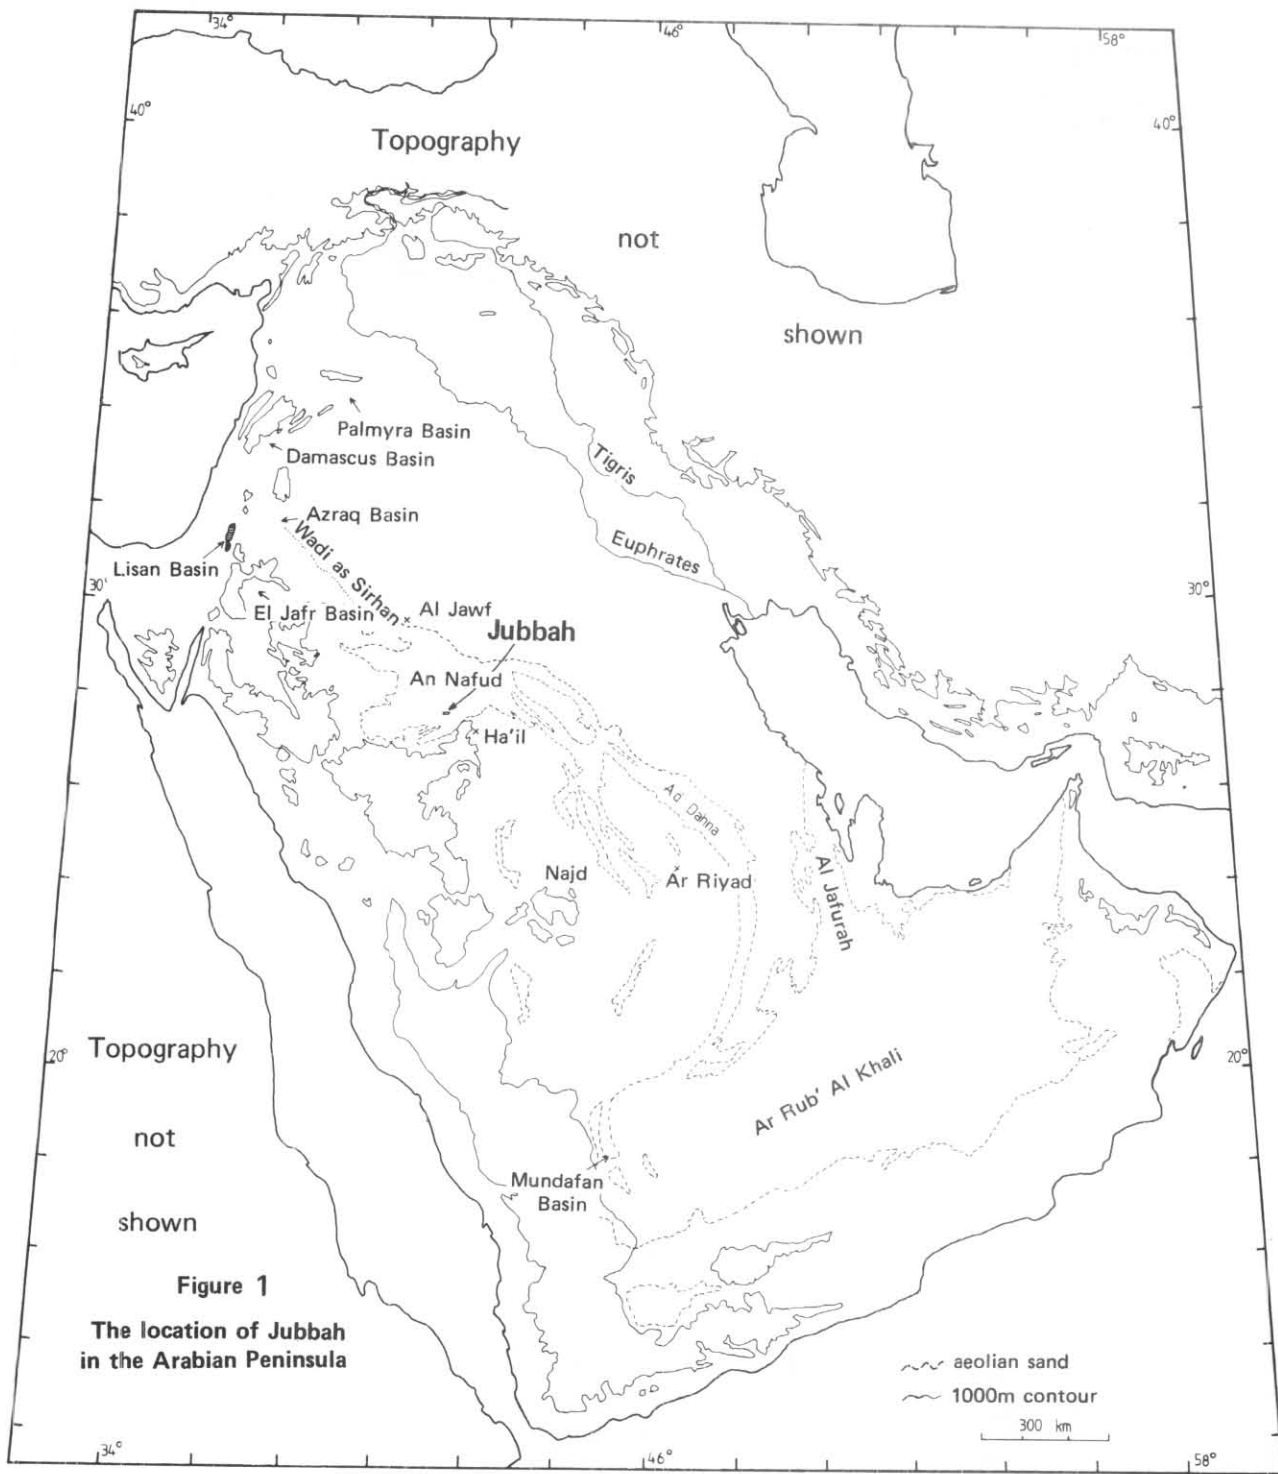 34°
46°
58°
40°
40°
Topography
not
shown
Palmyra Basin
Damascus Basin
Tigris
Azraq Basin
Wadi as Sirhan
Euphrates
Lisan Basin
30°
30°
El Jafr Basin
Al Jawf
Jubbah
An Nafud
Ha'il
Ad Dahna
Najd
Ar Riyad
Al Jafurah
20°
20°
Topography
not
shown
Ar Rub' Al Khali
Mundafan
Basin
Figure 1
The location of Jubbah
in the Arabian Peninsula
aeolian sand
1000m contour
300 km
34°
46°
58°